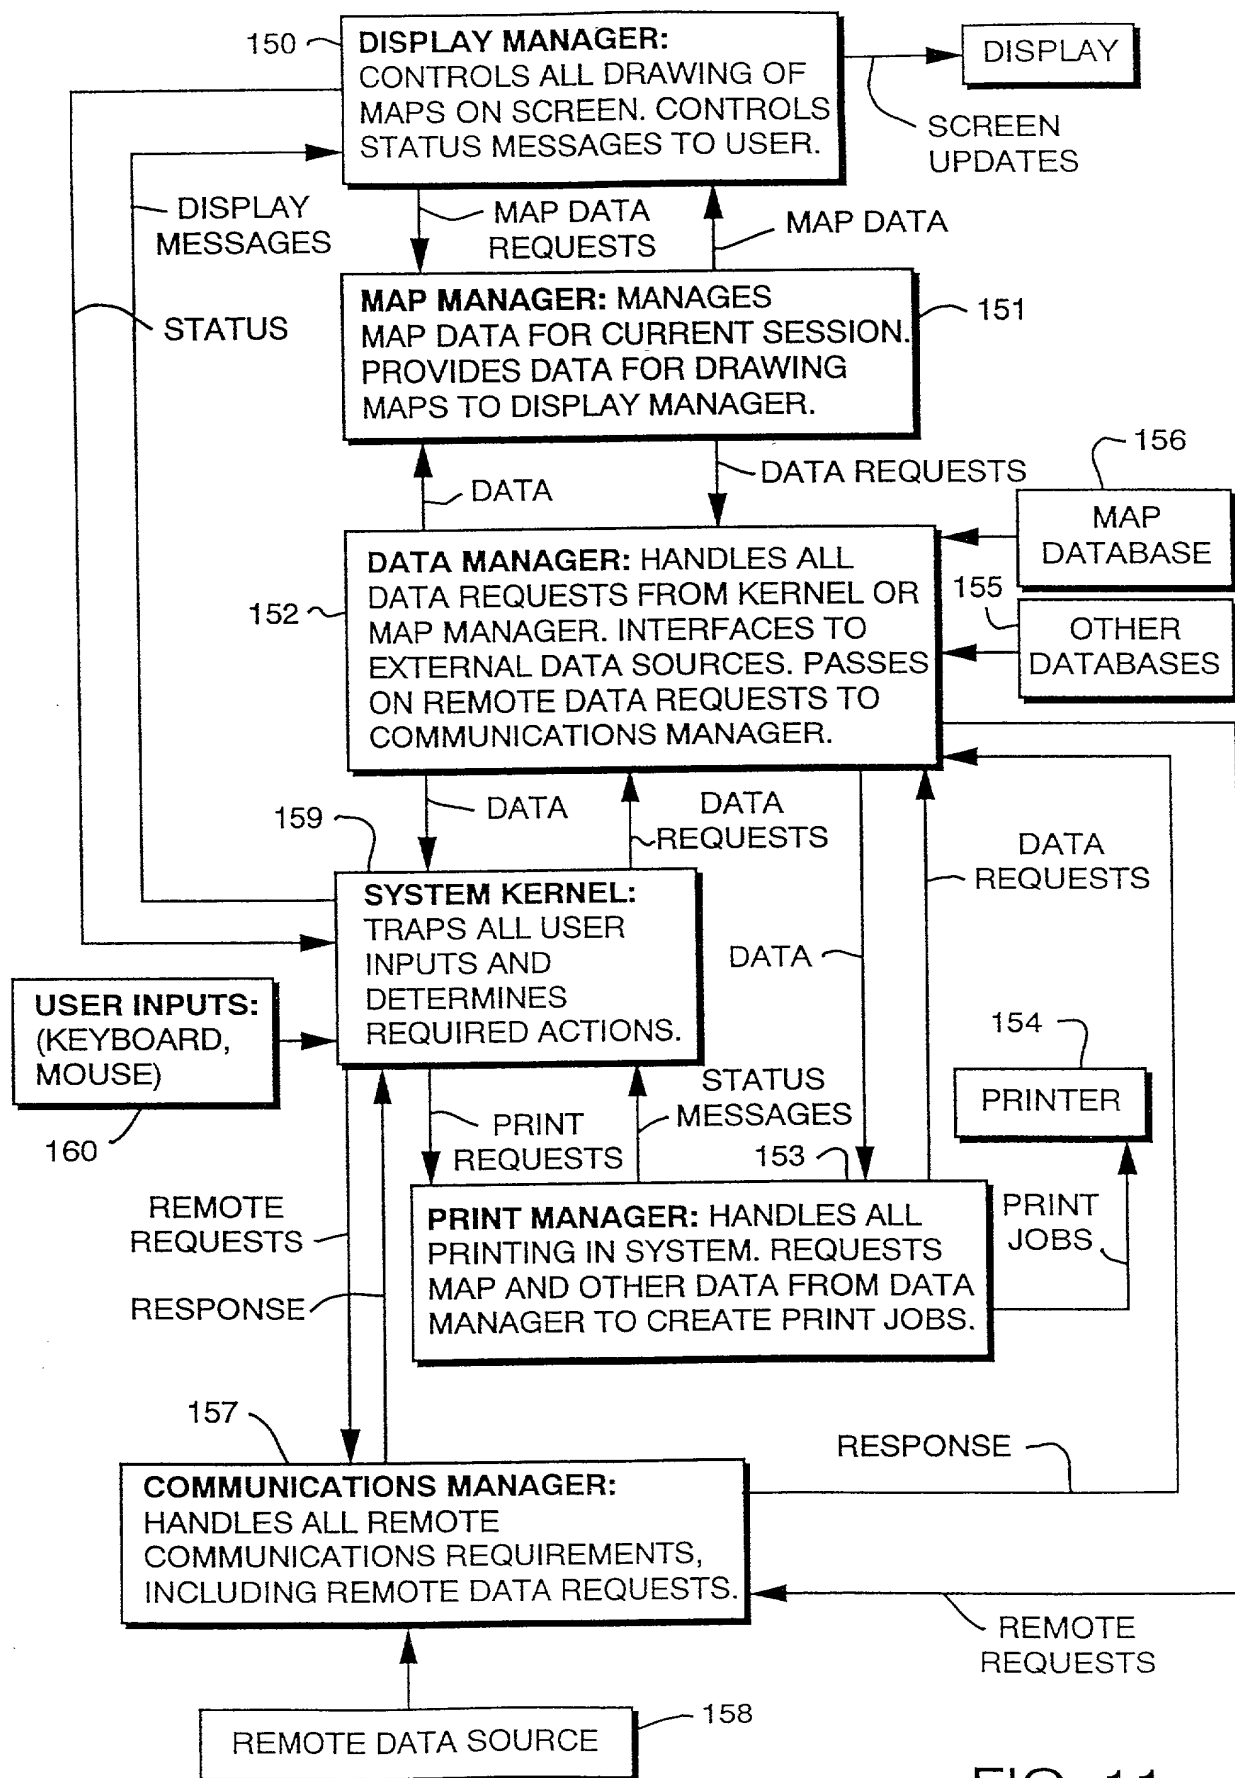 150
DISPLAY MANAGER:
CONTROLS ALL DRAWING OF
MAPS ON SCREEN. CONTROLS
STATUS MESSAGES TO USER.
DISPLAY
SCREEN
UPDATES
DISPLAY
MESSAGES
MAP DATA
REQUESTS
MAP DATA
STATUS
MAP MANAGER: MANAGES
MAP DATA FOR CURRENT SESSION.
PROVIDES DATA FOR DRAWING
MAPS TO DISPLAY MANAGER.
151
DATA
DATA REQUESTS
156
MAP
DATABASE
152
DATA MANAGER: HANDLES ALL
DATA REQUESTS FROM KERNEL OR
MAP MANAGER. INTERFACES TO
EXTERNAL DATA SOURCES. PASSES
ON REMOTE DATA REQUESTS TO
COMMUNICATIONS MANAGER.
155
OTHER
DATABASES
DATA
DATA
REQUESTS
DATA
REQUESTS
159
SYSTEM KERNEL:
TRAPS ALL USER
INPUTS AND
DETERMINES
REQUIRED ACTIONS.
DATA
USER INPUTS:
(KEYBOARD,
MOUSE)
160
154
PRINTER
PRINT
REQUESTS
STATUS
MESSAGES
153
REMOTE
REQUESTS
PRINT MANAGER: HANDLES ALL
PRINTING IN SYSTEM. REQUESTS
MAP AND OTHER DATA FROM DATA
MANAGER TO CREATE PRINT JOBS.
PRINT
JOBS
RESPONSE
157
RESPONSE
COMMUNICATIONS MANAGER:
HANDLES ALL REMOTE
COMMUNICATIONS REQUIREMENTS,
INCLUDING REMOTE DATA REQUESTS.
REMOTE
REQUESTS
REMOTE DATA SOURCE
158
FIG. 11